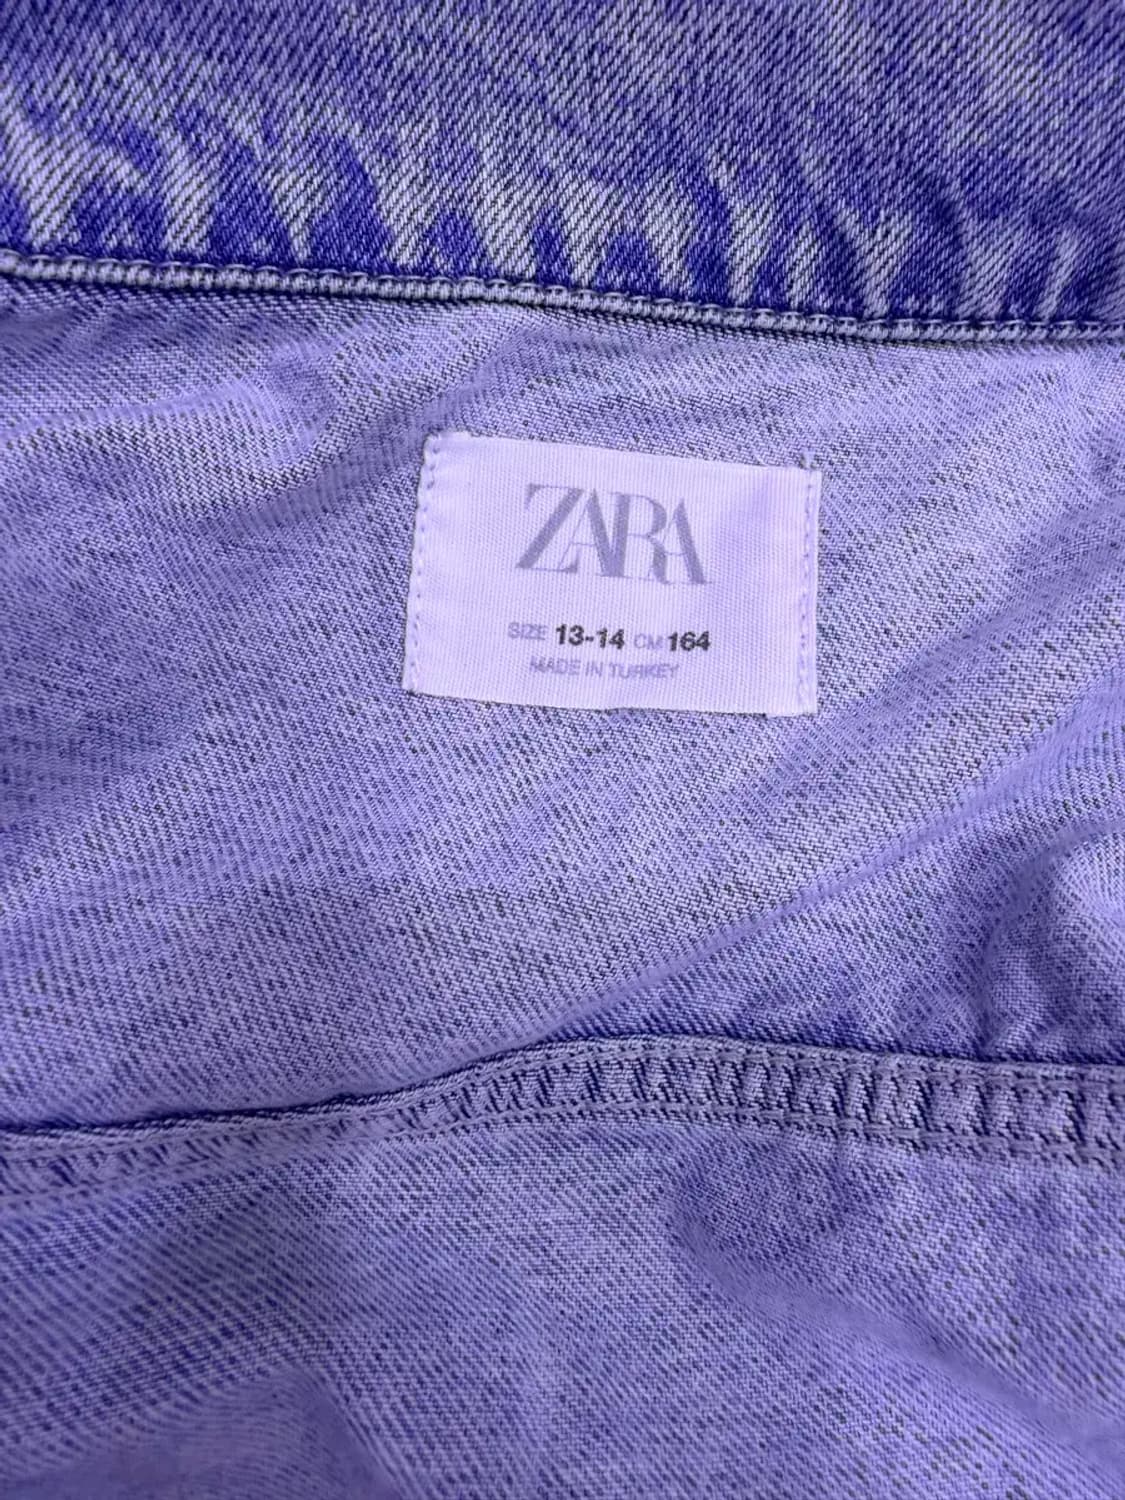 ZARA
SIZE 13-14 CM 164
MADE IN TURKEY